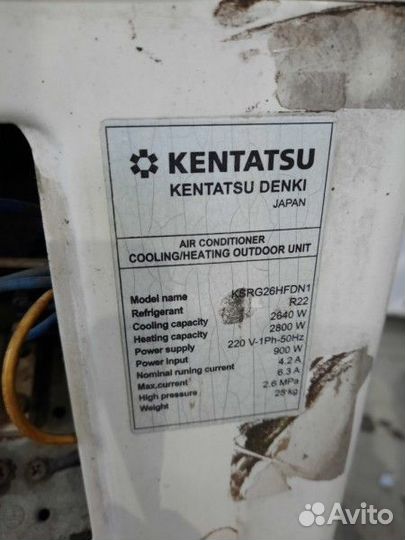 KENTATSU
KENTATSU DENKI
JAPAN
AIR CONDITIONER
COOLING/HEATING OUTDOOR UNIT
Model name KSRG26HFDN1
Refrigerant R22
Cooling capacity 2640 W
Heating capacity 2800 W
Power supply 220 V-1Ph-50Hz
Power input 900 W
Nominal runing current 4.2 A
Max.current 6.3 A
High pressure 2.6 MPa
Weight 28 kg
Avito